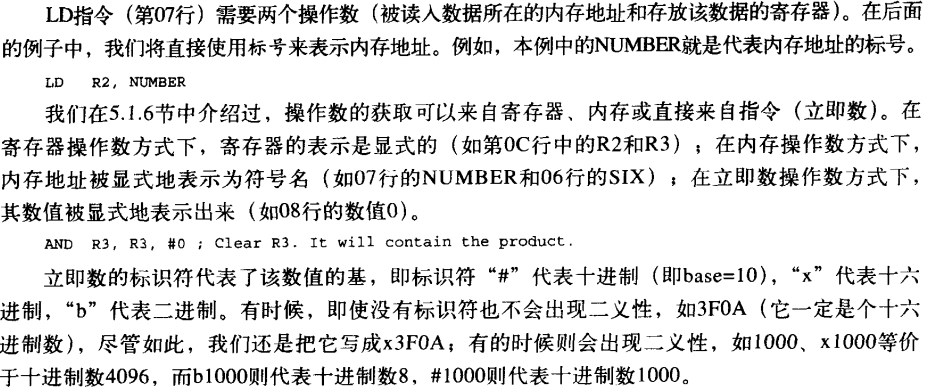 LD指令（第07行）需要两个操作数（被读入数据所在的内存地址和存放该数据的寄存器）。在后面
的例子中，我们将直接使用标号来表示内存地址。例如，本例中的NUMBER就是代表内存地址的标号。
LD R2, NUMBER
我们在5.1.6节中介绍过，操作数的获取可以来自寄存器、内存或直接来自指令（立即数）。在
寄存器操作数方式下，寄存器的表示是显式的（如第0C行中的R2和R3）；在内存操作数方式下，
内存地址被显式地表示为符号名（如07行的NUMBER和06行的SIX）；在立即数操作数方式下，
其数值被显式地表示出来（如08行的数值0）。
AND R3, R3, #0 ; Clear R3. It will contain the product.
立即数的标识符代表了该数值的基，即标识符“#”代表十进制（即base=10），“x”代表十六
进制，“b”代表二进制。有时候，即使没有标识符也不会出现二义性，如3F0A（它一定是个十六
进制数），尽管如此，我们还是把它写成x3F0A；有的时候则会出现二义性，如1000、x1000等价
于十进制数4096，而b1000则代表十进制数8，#1000则代表十进制数1000。